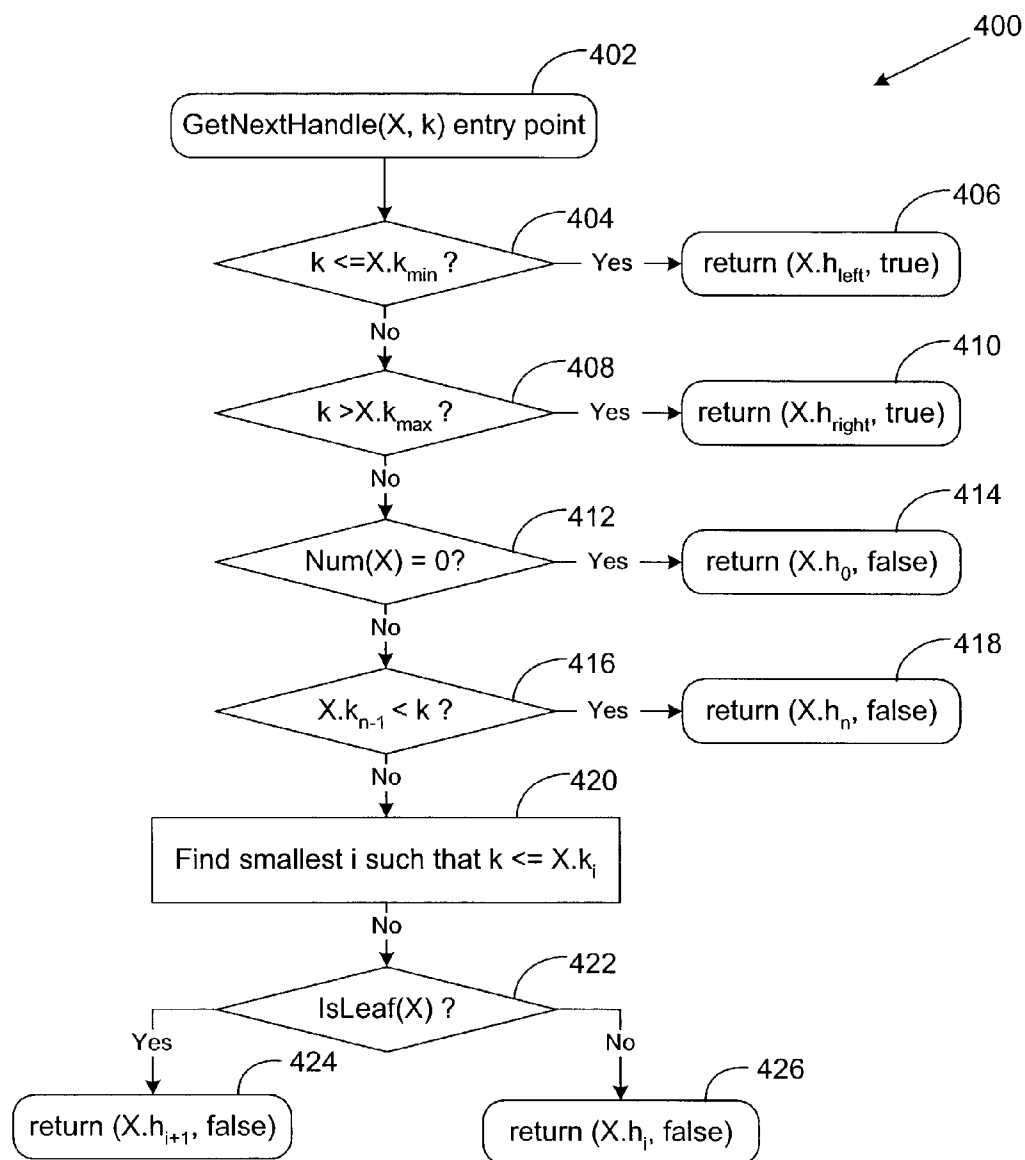 400
402
GetNextHandle(X, k) entry point
404
k <=X.kmin ?
Yes
406
return (X.hleft, true)
No
408
k >X.kmax ?
Yes
410
return (X.hright, true)
No
412
Num(X) = 0?
Yes
414
return (X.h0, false)
No
416
X.kn-1 < k ?
Yes
418
return (X.hn, false)
No
420
Find smallest i such that k <= X.ki
No
422
IsLeaf(X) ?
Yes
No
424
return (X.hi+1, false)
426
return (X.hi, false)